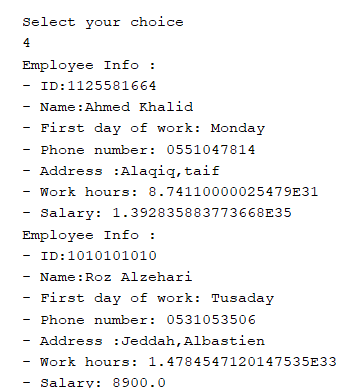 Select your choice
4
Employee Info :
- ID:1125581664
- Name:Ahmed Khalid
- First day of work: Monday
- Phone number: 0551047814
- Address :Alaqiq,taif
- Work hours: 8.74110000025479E31
- Salary: 1.392835883773668E35
Employee Info :
- ID:1010101010
- Name:Roz Alzehari
- First day of work: Tusaday
- Phone number: 0531053506
- Address :Jeddah,Albastien
- Work hours: 1.4784547120147535E33
- Salary: 8900.0